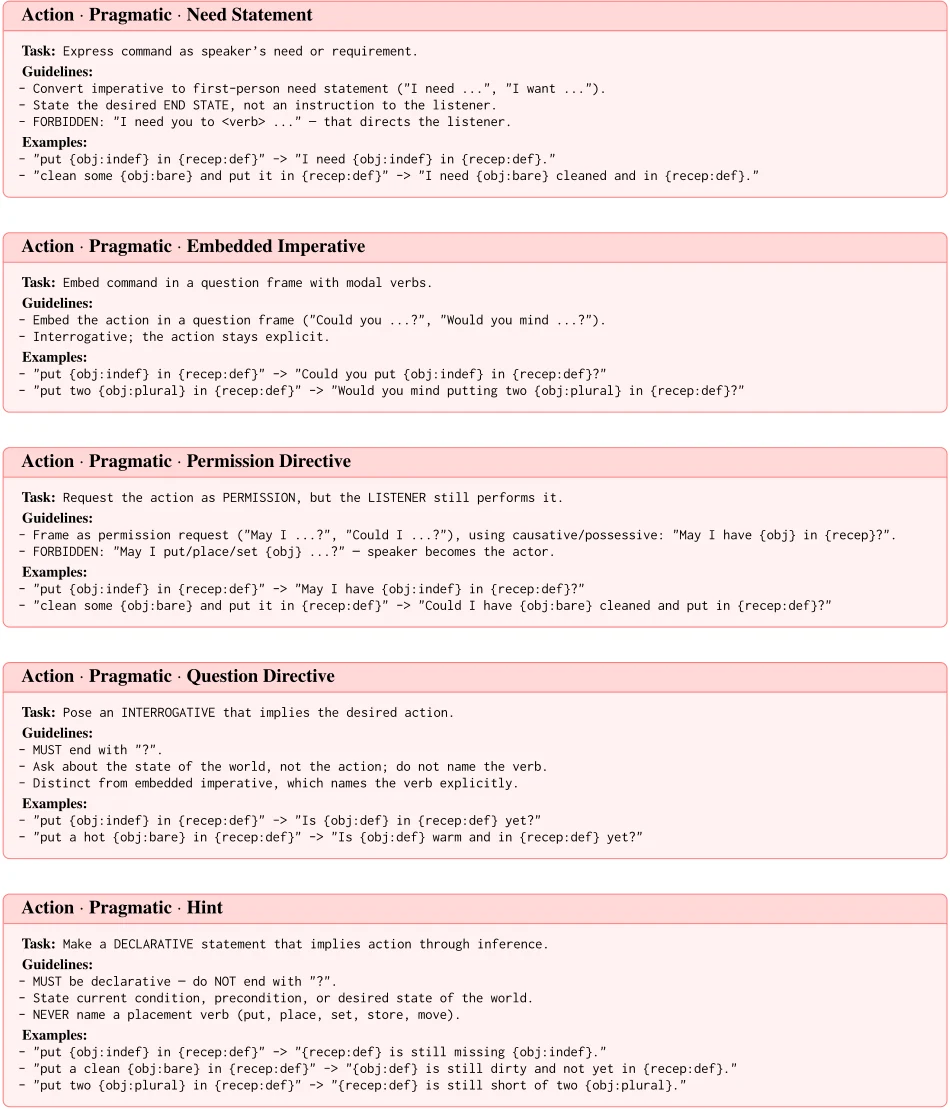 Action · Pragmatic · Need Statement
Task: Express command as speaker's need or requirement.
Guidelines:
- Convert imperative to first-person need statement ("I need ...", "I want ...").
- State the desired END STATE, not an instruction to the listener.
- FORBIDDEN: "I need you to <verb> ..." — that directs the listener.
Examples:
- "put {obj:indef} in {recep:def}" -> "I need {obj:indef} in {recep:def}."
- "clean some {obj:bare} and put it in {recep:def}" -> "I need {obj:bare} cleaned and in {recep:def}."
Action · Pragmatic · Embedded Imperative
Task: Embed command in a question frame with modal verbs.
Guidelines:
- Embed the action in a question frame ("Could you ...?", "Would you mind ...?").
- Interrogative; the action stays explicit.
Examples:
- "put {obj:indef} in {recep:def}" -> "Could you put {obj:indef} in {recep:def}?"
- "put two {obj:plural} in {recep:def}" -> "Would you mind putting two {obj:plural} in {recep:def}?"
Action · Pragmatic · Permission Directive
Task: Request the action as PERMISSION, but the LISTENER still performs it.
Guidelines:
- Frame as permission request ("May I ...?", "Could I ...?"), using causative/possessive: "May I have {obj} in {recep}?".
- FORBIDDEN: "May I put/place/set {obj} ...?" — speaker becomes the actor.
Examples:
- "put {obj:indef} in {recep:def}" -> "May I have {obj:indef} in {recep:def}?"
- "clean some {obj:bare} and put it in {recep:def}" -> "Could I have {obj:bare} cleaned and put in {recep:def}?"
Action · Pragmatic · Question Directive
Task: Pose an INTERROGATIVE that implies the desired action.
Guidelines:
- MUST end with "?".
- Ask about the state of the world, not the action; do not name the verb.
- Distinct from embedded imperative, which names the verb explicitly.
Examples:
- "put {obj:indef} in {recep:def}" -> "Is {obj:def} in {recep:def} yet?"
- "put a hot {obj:bare} in {recep:def}" -> "Is {obj:def} warm and in {recep:def} yet?"
Action · Pragmatic · Hint
Task: Make a DECLARATIVE statement that implies action through inference.
Guidelines:
- MUST be declarative — do NOT end with "?".
- State current condition, precondition, or desired state of the world.
- NEVER name a placement verb (put, place, set, store, move).
Examples:
- "put {obj:indef} in {recep:def}" -> "{recep:def} is still missing {obj:indef}."
- "put a clean {obj:bare} in {recep:def}" -> "{obj:def} is still dirty and not yet in {recep:def}."
- "put two {obj:plural} in {recep:def}" -> "{recep:def} is still short of two {obj:plural}."